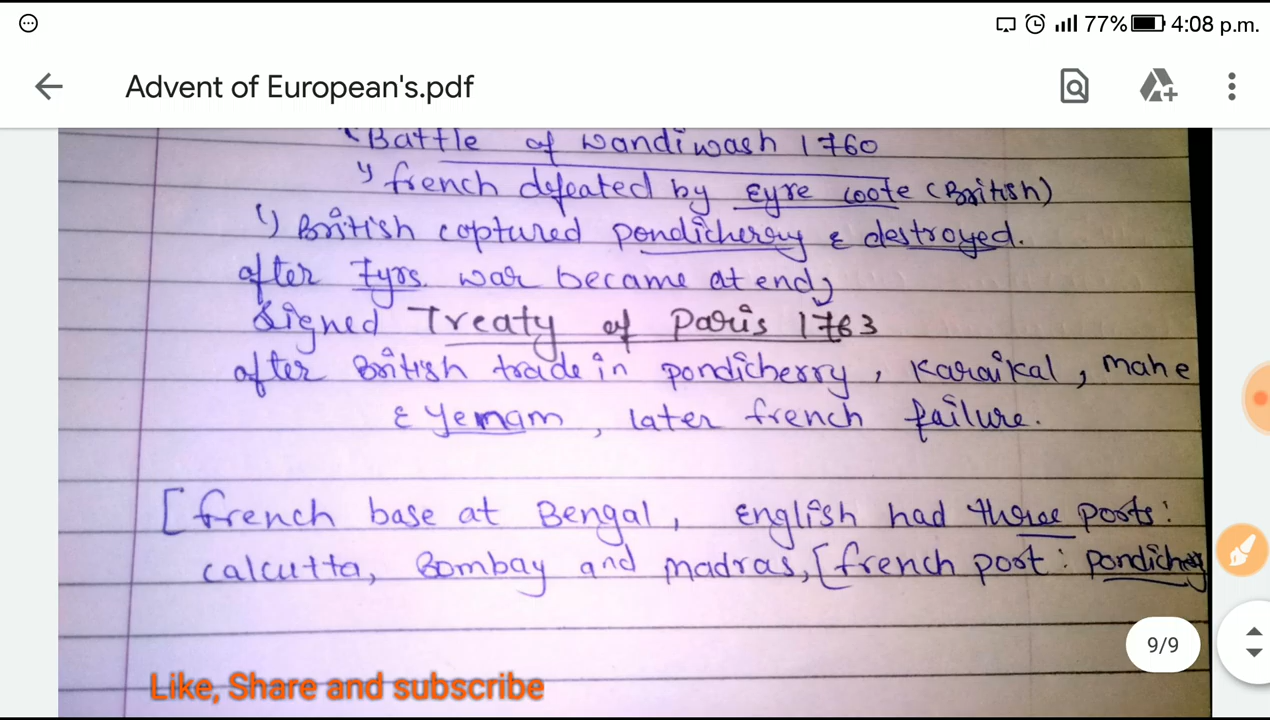 77% 4:08 p.m.
Advent of European's.pdf
Battle of Wandiwash 1760
french defeated by Eyre coote (British)
British captured pondicherry & destroyed.
after 7yrs. war became at end,
Signed Treaty of Paris 1763
after British trade in pondicherry, Karaikal, mahe
& Yemam, later french failure.
[french base at Bengal, English had three posts:
calcutta, Bombay and madras, [french post: pondichery
9/9
Like, Share and subscribe